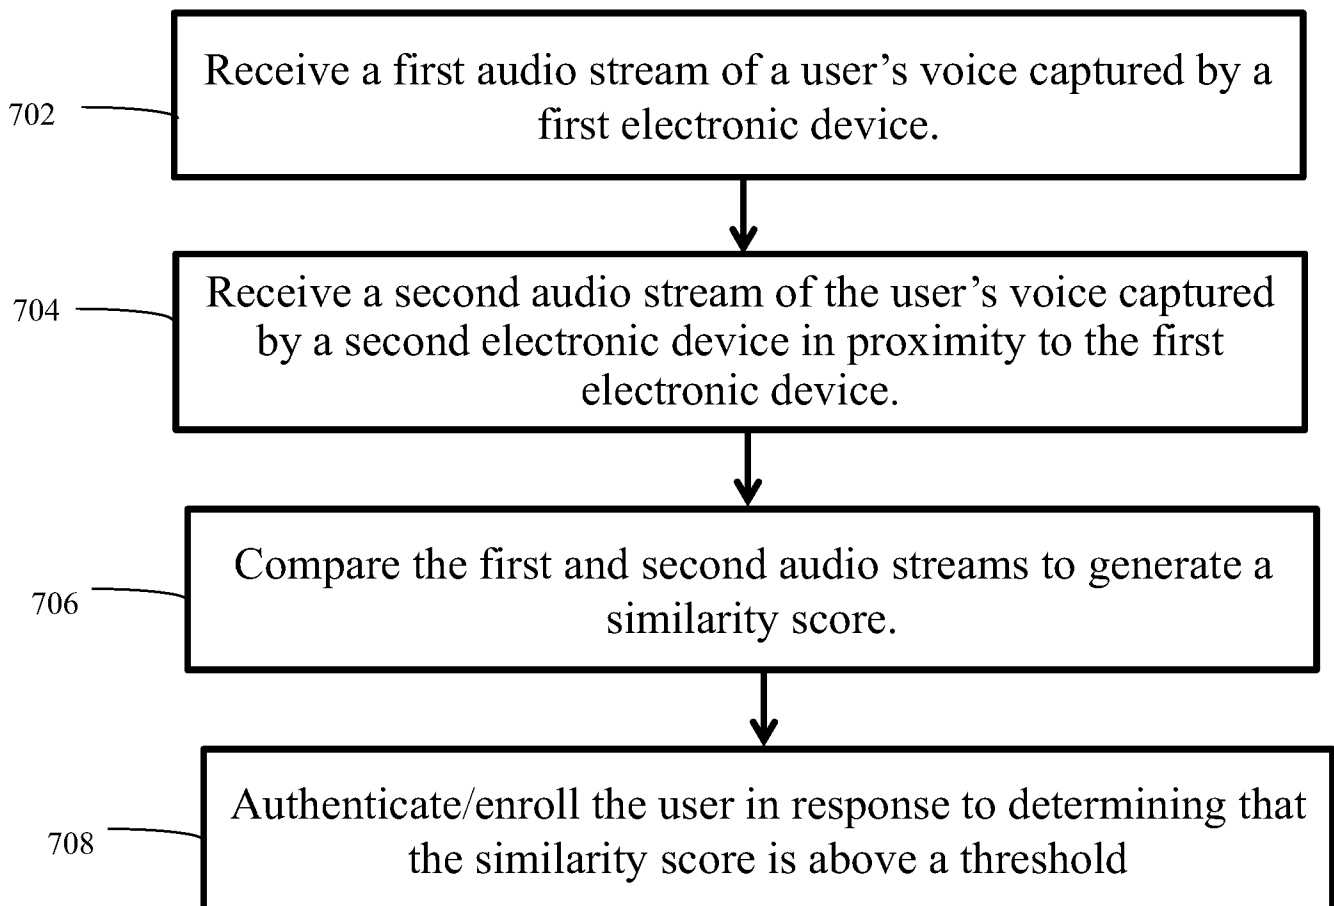 702
Receive a first audio stream of a user’s voice captured by a
first electronic device.
704
Receive a second audio stream of the user’s voice captured
by a second electronic device in proximity to the first
electronic device.
706
Compare the first and second audio streams to generate a
similarity score.
708
Authenticate/enroll the user in response to determining that
the similarity score is above a threshold